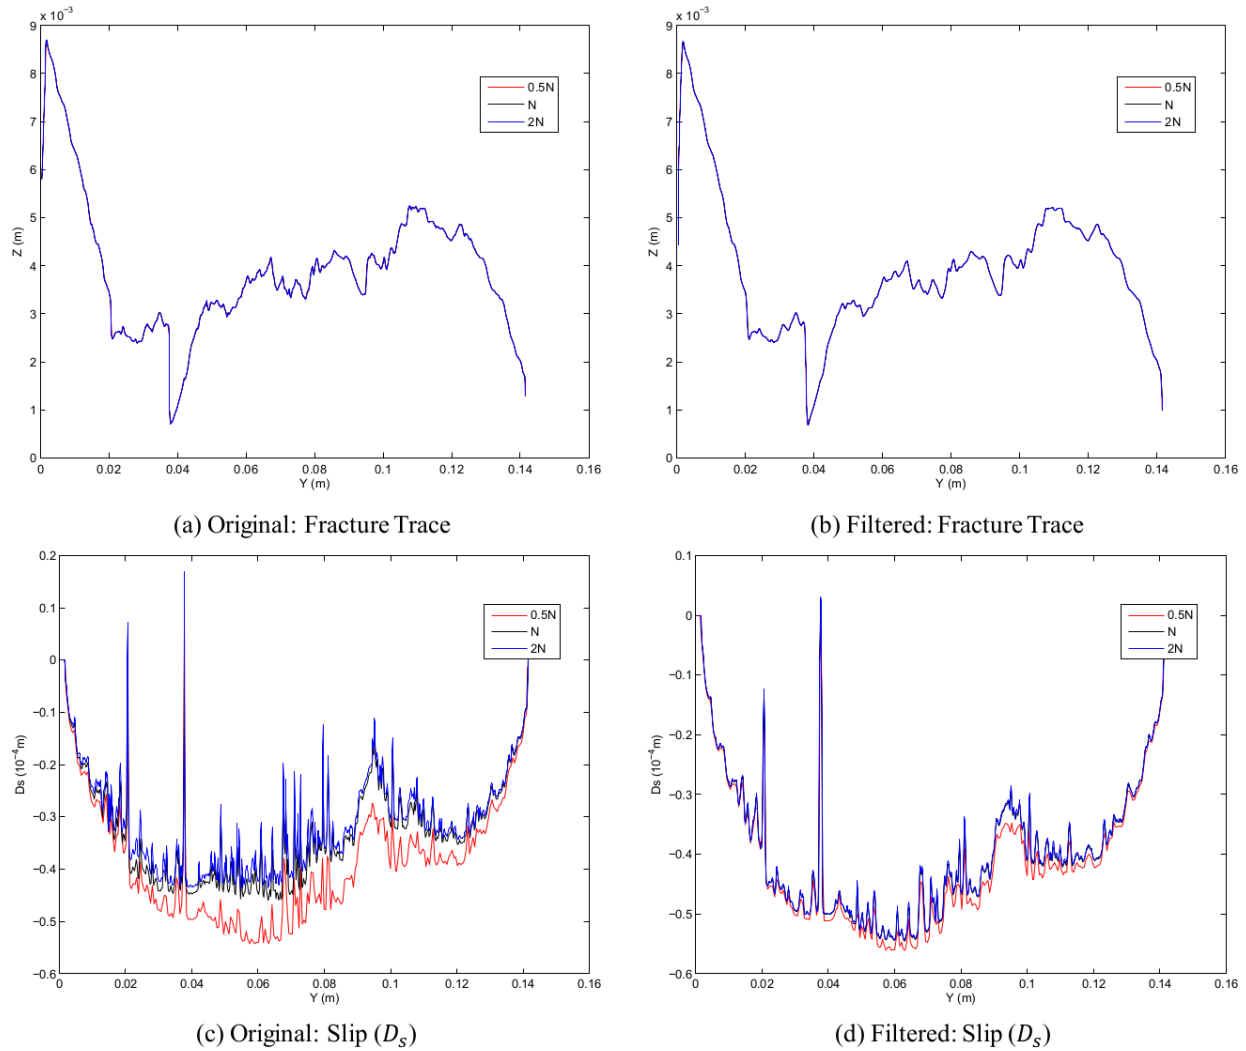 x 10⁻³
9
8
7
6
5
4
3
2
1
0
Z (m)
0 0.02 0.04 0.06 0.08 0.1 0.12 0.14 0.16
Y (m)
0.5N
N
2N
(a) Original: Fracture Trace
x 10⁻³
9
8
7
6
5
4
3
2
1
0
Z (m)
0 0.02 0.04 0.06 0.08 0.1 0.12 0.14 0.16
Y (m)
0.5N
N
2N
(b) Filtered: Fracture Trace
0.2
0.1
0
−0.1
−0.2
−0.3
−0.4
−0.5
−0.6
Ds (10⁻⁴m)
0 0.02 0.04 0.06 0.08 0.1 0.12 0.14 0.16
Y (m)
0.5N
N
2N
(c) Original: Slip (Dₛ)
0.1
0
−0.1
−0.2
−0.3
−0.4
−0.5
−0.6
Ds (10⁻⁴m)
0 0.02 0.04 0.06 0.08 0.1 0.12 0.14 0.16
Y (m)
0.5N
N
2N
(d) Filtered: Slip (Dₛ)